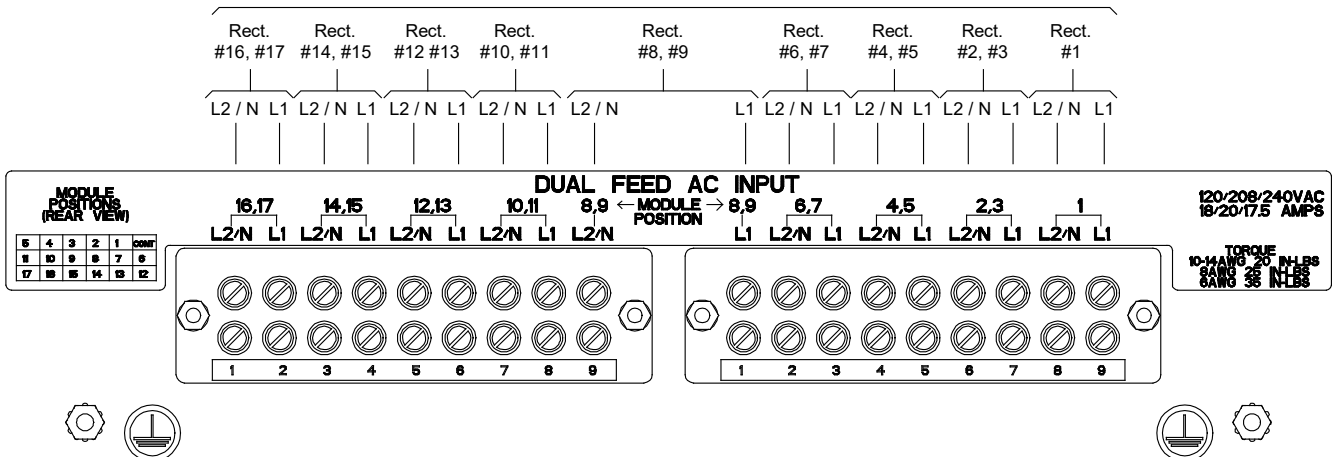 Rect. #16, #17
Rect. #14, #15
Rect. #12 #13
Rect. #10, #11
Rect. #8, #9
Rect. #6, #7
Rect. #4, #5
Rect. #2, #3
Rect. #1
L2 / N L1 L2 / N L1 L2 / N L1 L2 / N L1 L2 / N L1 L2 / N L1 L2 / N L1 L2 / N L1 L2 / N L1
MODULE
POSITIONS
(REAR VIEW)
5 4 3 2 1 CONT
11 10 9 8 7 6
17 16 15 14 13 12
DUAL FEED AC INPUT
16,17 14,15 12,13 10,11 8,9 ← MODULE POSITION → 8,9 6,7 4,5 2,3 1
L2/N L1 L2/N L1 L2/N L1 L2/N L1 L2/N L1 L2/N L1 L2/N L1 L2/N L1 L2/N L1
120/208/240VAC
18/20/17.5 AMPS
TORQUE
10-14AWG 20 IN-LBS
8AWG 25 IN-LBS
6AWG 35 IN-LBS
1 2 3 4 5 6 7 8 9
1 2 3 4 5 6 7 8 9